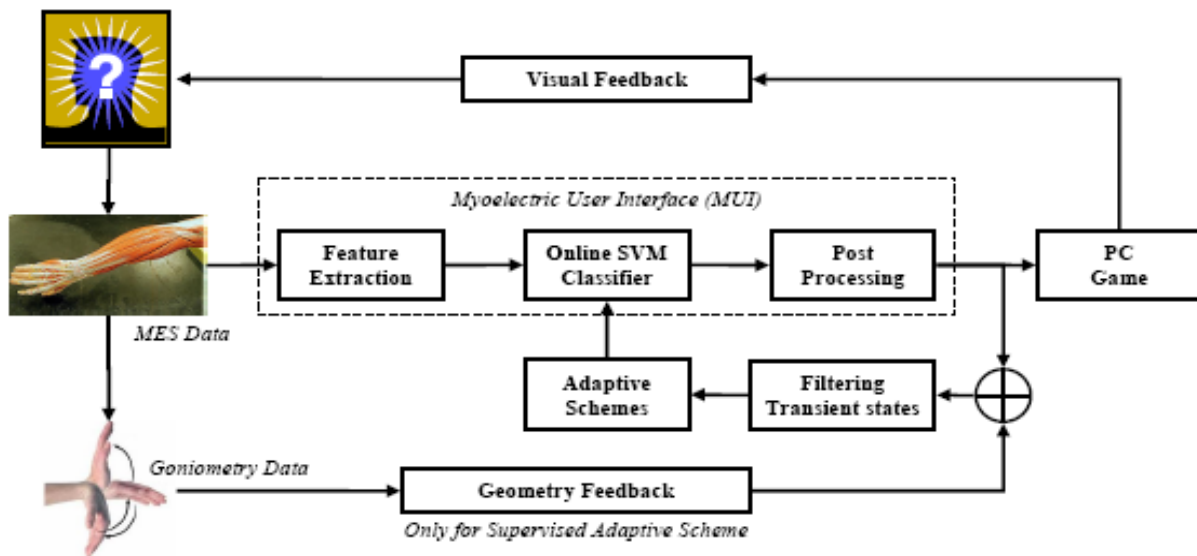 ?
Visual Feedback
Myoelectric User Interface (MUI)
Feature
Extraction
Online SVM
Classifier
Post
Processing
PC
Game
MES Data
Adaptive
Schemes
Filtering
Transient states
Goniometry Data
Geometry Feedback
Only for Supervised Adaptive Scheme